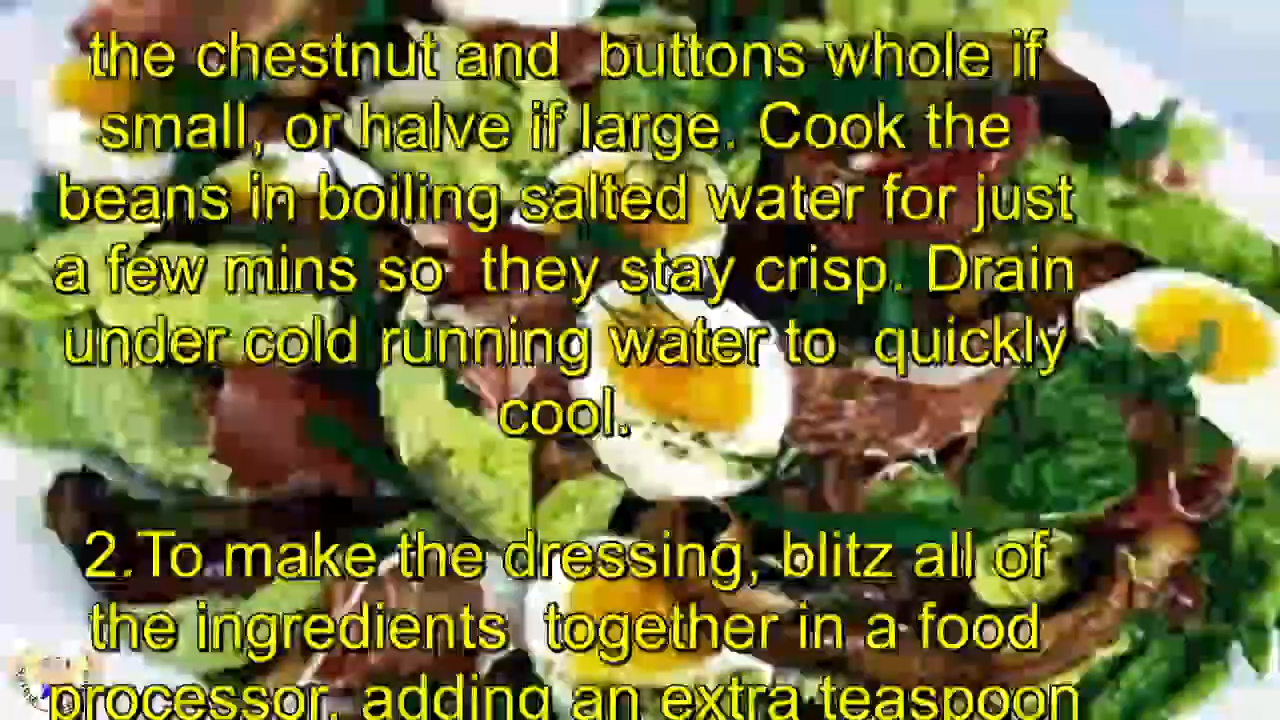 the chestnut and buttons whole if
small, or halve if large. Cook the
beans in boiling salted water for just
a few mins so they stay crisp. Drain
under cold running water to quickly
cool.
2.To make the dressing, blitz all of
the ingredients together in a food
processor, adding an extra teaspoon